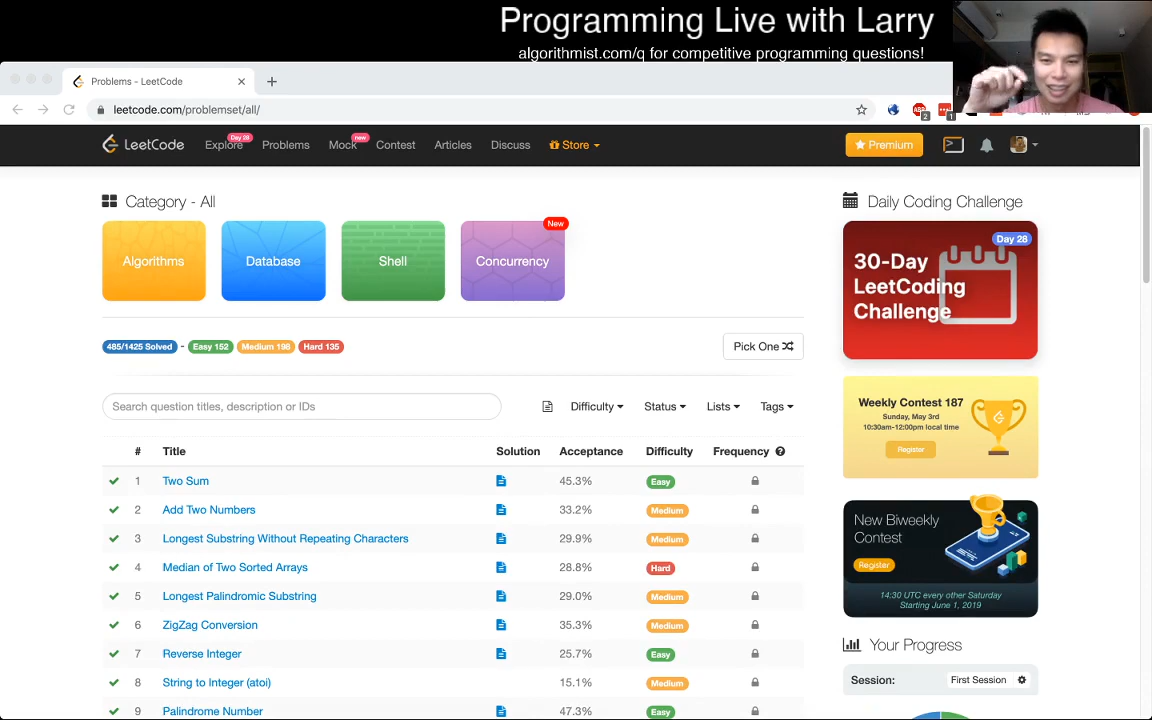 Programming Live with Larry
algorithmist.com/q for competitive programming questions!
Problems - LeetCode
leetcode.com/problemset/all/
2
1
LeetCode
Explore
Day 28
Problems
Mock
new
Contest
Articles
Discuss
Store
Premium
Category - All
Algorithms
Database
Shell
Concurrency
New
485/1425 Solved - Easy 152 Medium 198 Hard 135
Pick One
Search question titles, description or IDs
Difficulty
Status
Lists
Tags
# Title Solution Acceptance Difficulty Frequency
1 Two Sum 45.3% Easy
2 Add Two Numbers 33.2% Medium
3 Longest Substring Without Repeating Characters 29.9% Medium
4 Median of Two Sorted Arrays 28.8% Hard
5 Longest Palindromic Substring 29.0% Medium
6 ZigZag Conversion 35.3% Medium
7 Reverse Integer 25.7% Easy
8 String to Integer (atoi) 15.1% Medium
9 Palindrome Number 47.3% Easy
Daily Coding Challenge
Day 28
30-Day
LeetCoding
Challenge
Weekly Contest 187
Sunday, May 3rd
10:30am-12:00pm local time
Register
New Biweekly
Contest
Register
14:30 UTC every other Saturday
Starting June 1, 2019
Your Progress
Session: First Session